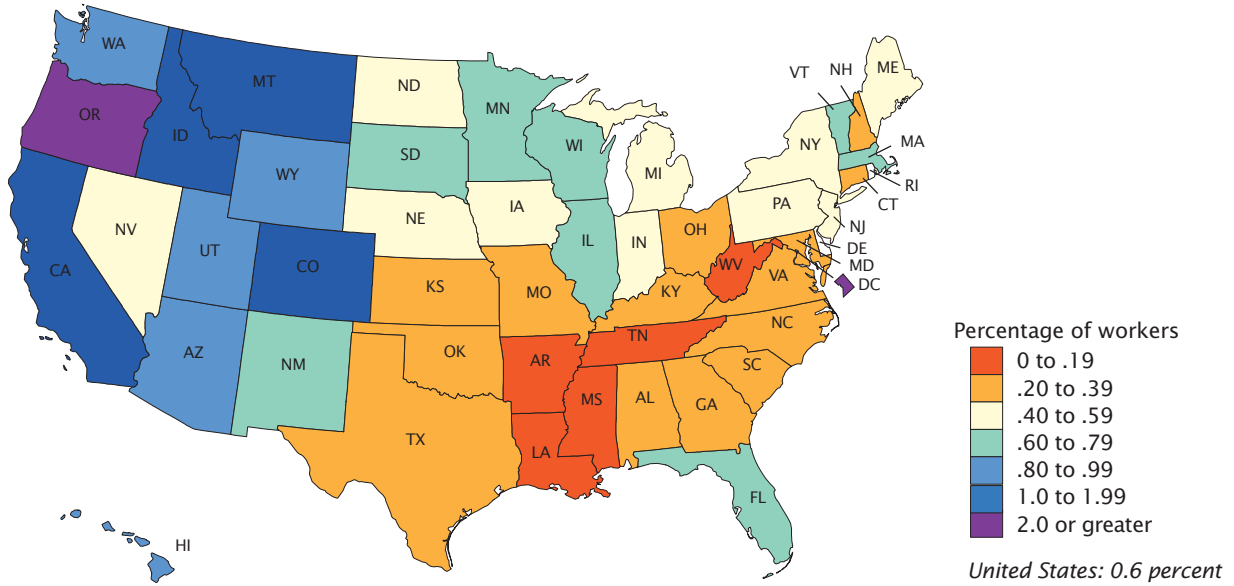 WA
OR
MT
ID
WY
ND
SD
MN
WI
MI
NE
IA
NV
UT
CO
CA
AZ
NM
KS
MO
OK
TX
AR
LA
MS
AL
GA
FL
SC
NC
TN
KY
VA
WV
OH
IN
IL
PA
NY
VT
NH
ME
MA
RI
CT
NJ
DE
MD
DC
HI
Percentage of workers
0 to .19
.20 to .39
.40 to .59
.60 to .79
.80 to .99
1.0 to 1.99
2.0 or greater
United States: 0.6 percent